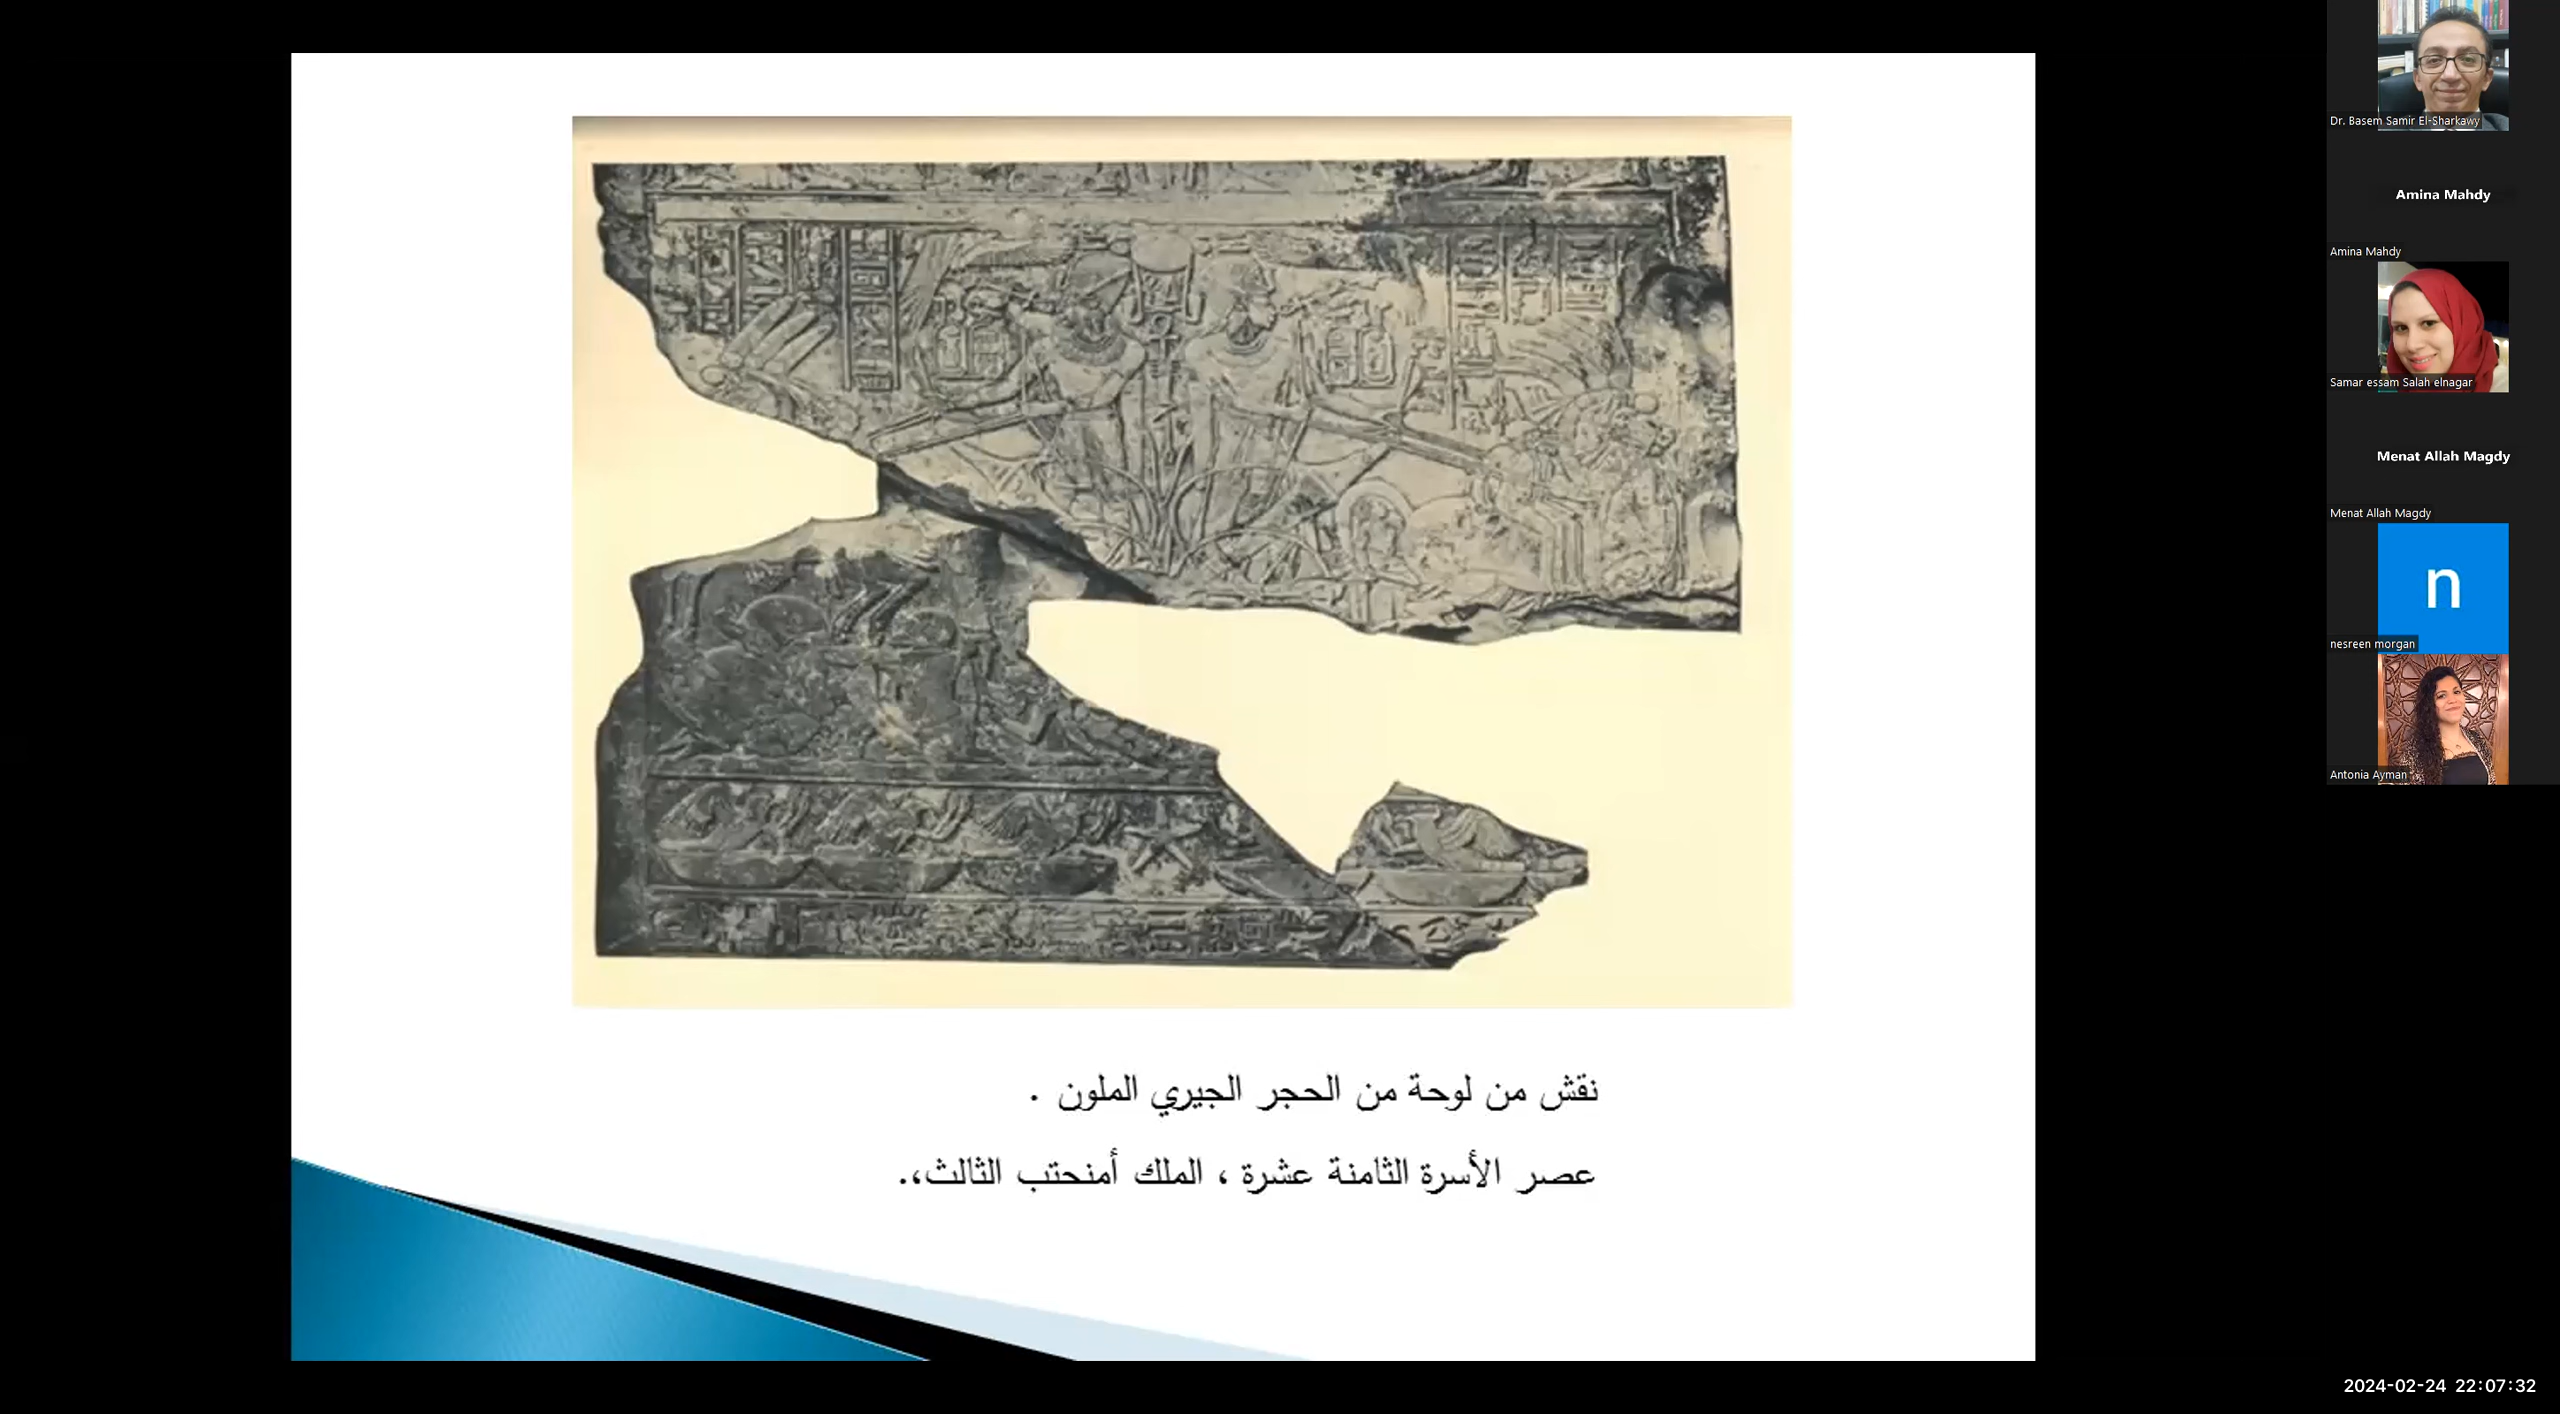 نقش من لوحة من الحجر الجيري الملون .
عصر الأسرة الثامنة عشرة ، الملك أمنحتب الثالث،.
Dr. Basem Samir El-Sharkawy
Amina Mahdy
Amina Mahdy
Samar essam Salah elnagar
Menat Allah Magdy
Menat Allah Magdy
n
nesreen morgan
Antonia Ayman
2024-02-24 22:07:32